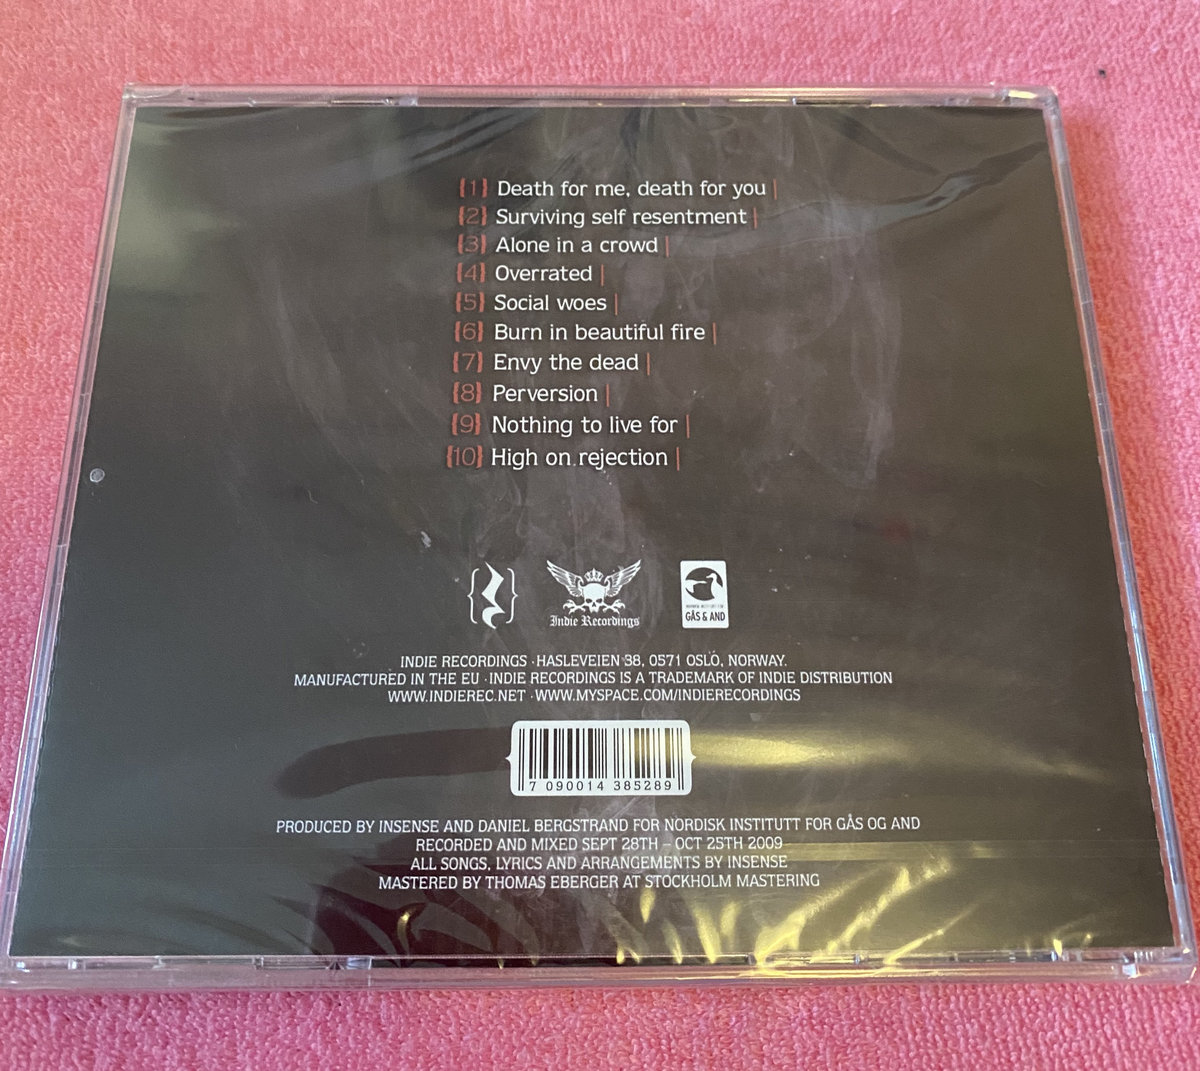 {1} Death for me, death for you |
{2} Surviving self resentment |
{3} Alone in a crowd |
{4} Overrated |
{5} Social woes |
{6} Burn in beautiful fire |
{7} Envy the dead |
{8} Perversion |
{9} Nothing to live for |
{10} High on rejection |
Indie Recordings
GÅS & AND
INDIE RECORDINGS · HASLEVEIEN 38, 0571 OSLO, NORWAY.
MANUFACTURED IN THE EU · INDIE RECORDINGS IS A TRADEMARK OF INDIE DISTRIBUTION
WWW.INDIEREC.NET · WWW.MYSPACE.COM/INDIERECORDINGS
7 090014 385289
PRODUCED BY INSENSE AND DANIEL BERGSTRAND FOR NORDISK INSTITUTT FOR GÅS OG AND
RECORDED AND MIXED SEPT 28TH – OCT 25TH 2009
ALL SONGS, LYRICS AND ARRANGEMENTS BY INSENSE
MASTERED BY THOMAS EBERGER AT STOCKHOLM MASTERING